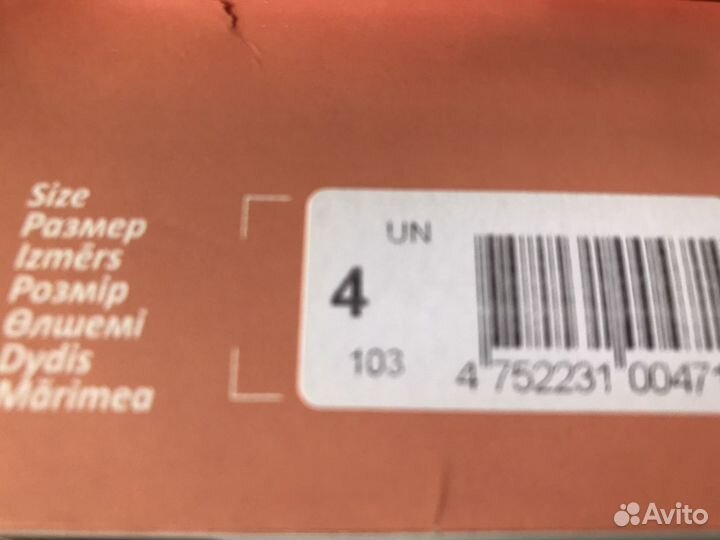 Size
Размер
Izmērs
Розмір
Өлшемі
Dydis
Mărimea
UN
4
103
4 752231 00471
Avito